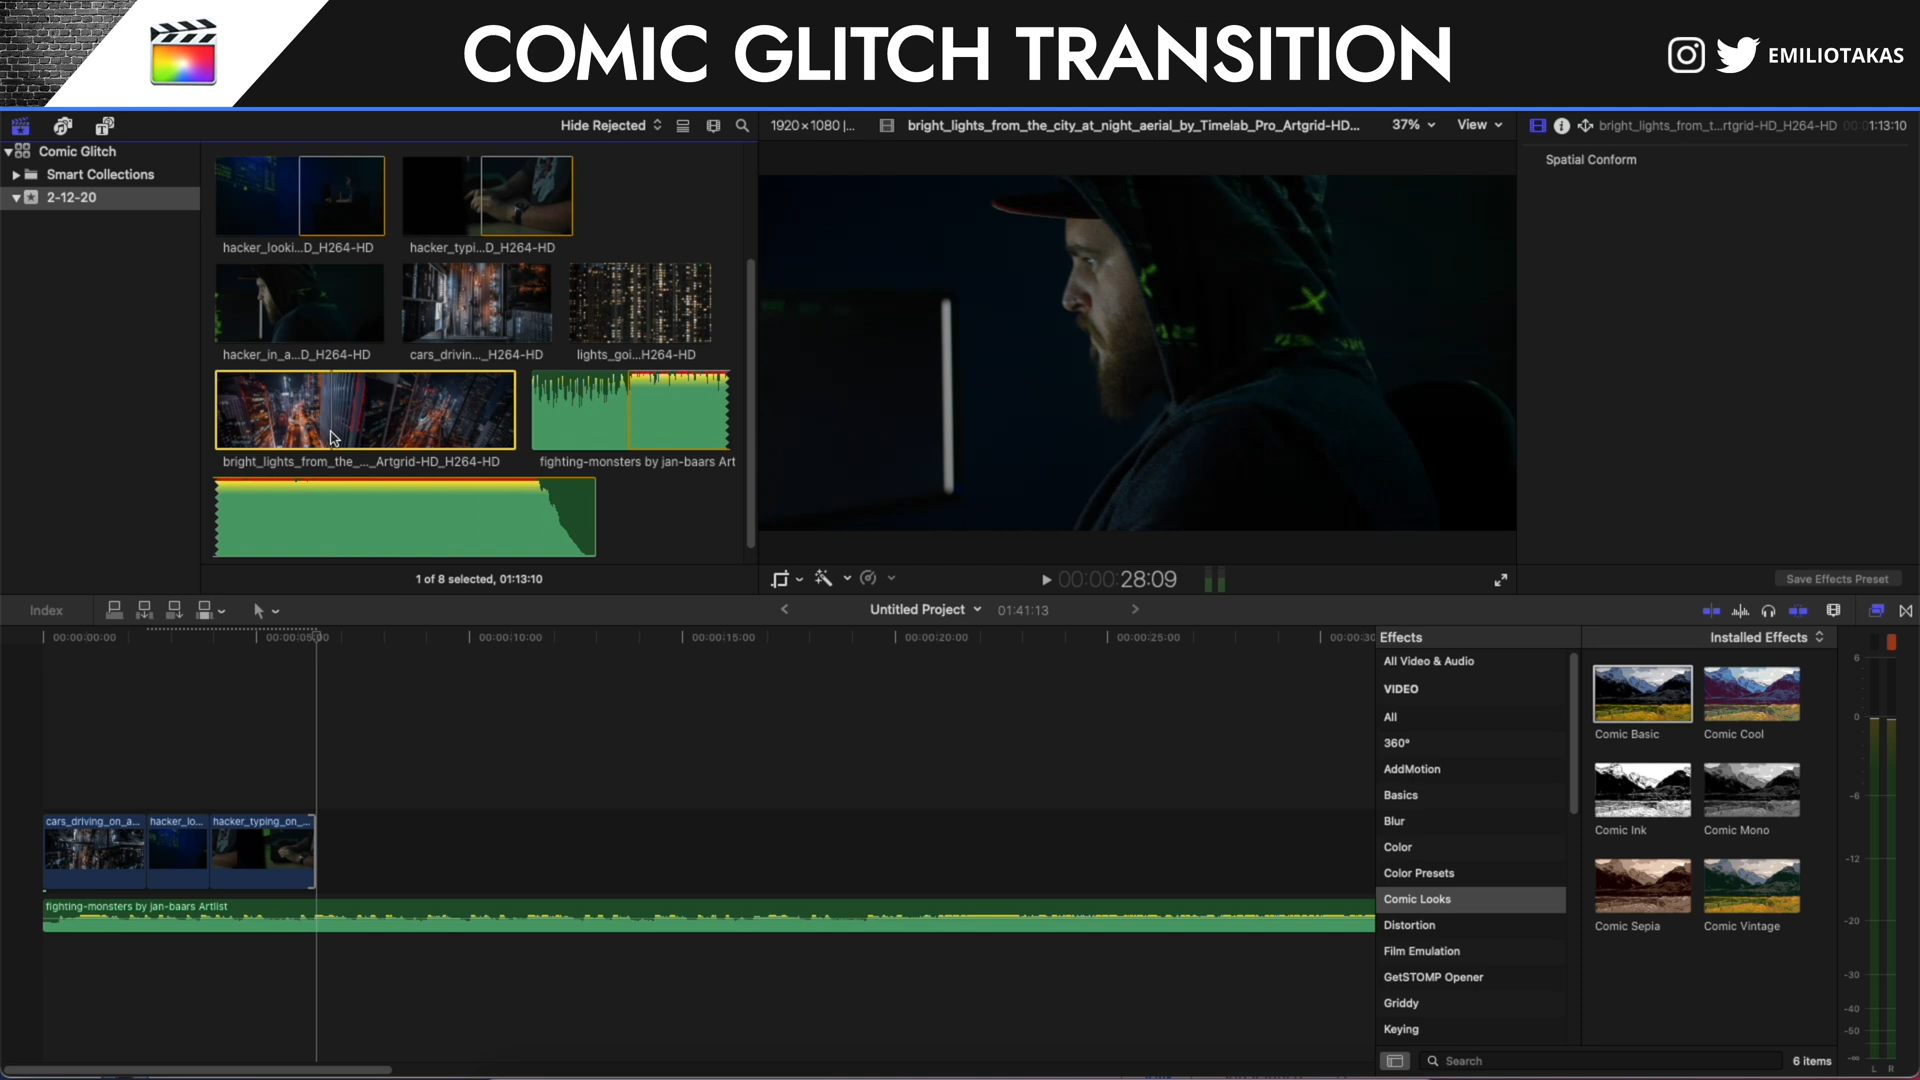 COMIC GLITCH TRANSITION
EMILIOTAKAS
Hide Rejected
1920 × 1080 |...
bright_lights_from_the_city_at_night_aerial_by_Timelab_Pro_Artgrid-HD...
37%
View
bright_lights_from_t...rtgrid-HD_H264-HD
00:01:13:10
Comic Glitch
Smart Collections
2-12-20
Spatial Conform
hacker_looki...D_H264-HD
hacker_typi...D_H264-HD
hacker_in_a...D_H264-HD
cars_drivin..._H264-HD
lights_goi...H264-HD
bright_lights_from_the_..._Artgrid-HD_H264-HD
fighting-monsters by jan-baars Art
1 of 8 selected, 01:13:10
00:00:28:09
Save Effects Preset
Index
Untitled Project
01:41:13
00:00:00:00
00:00:05:00
00:00:10:00
00:00:15:00
00:00:20:00
00:00:25:00
00:00:30
cars_driving_on_a...
hacker_lo...
hacker_typing_on_...
fighting-monsters by jan-baars Artlist
Effects
Installed Effects
All Video & Audio
VIDEO
All
360°
AddMotion
Basics
Blur
Color
Color Presets
Comic Looks
Distortion
Film Emulation
GetSTOMP Opener
Griddy
Keying
Comic Basic
Comic Cool
Comic Ink
Comic Mono
Comic Sepia
Comic Vintage
Search
6 items
6
0
-6
-12
-20
-30
-40
-50
-∞
L R